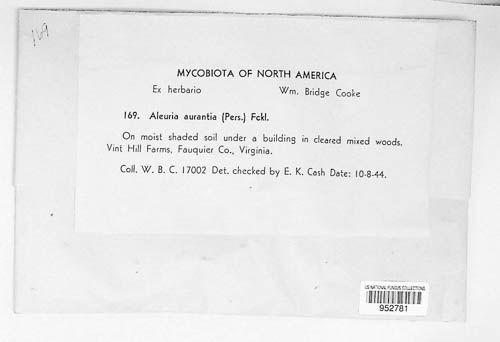 169
MYCOBIOTA OF NORTH AMERICA
Ex herbario Wm. Bridge Cooke
169. Aleuria aurantia (Pers.) Fckl.
On moist shaded soil under a building in cleared mixed woods.
Vint Hill Farms, Fauquier Co., Virginia.
Coll. W. B. C. 17002 Det. checked by E. K. Cash Date: 10-8-44.
US NATIONAL FUNGUS COLLECTIONS
952781